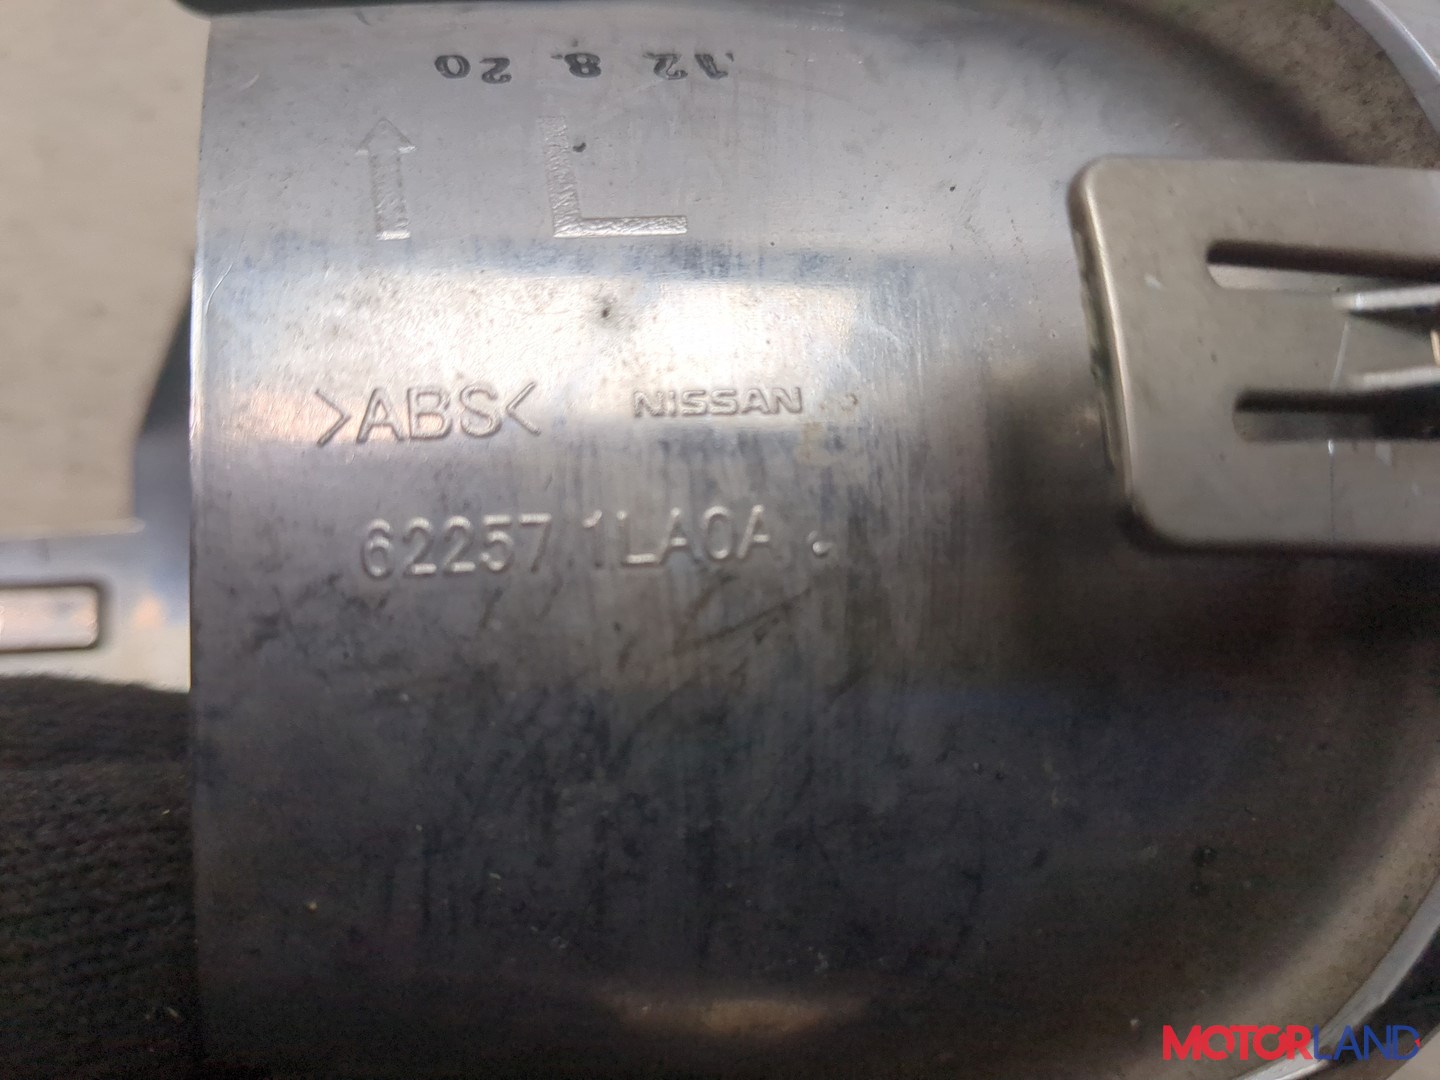 12 8 20
L
>ABS< NISSAN
62257 1LA0A
MOTORLAND